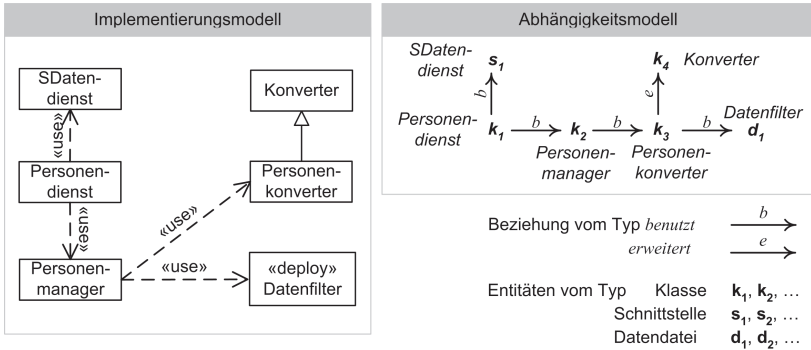 Implementierungsmodell
SDaten-
dienst
Konverter
«use»
Personen-
dienst
Personen-
konverter
«use»
«use»
Personen-
manager
«use»
«deploy»
Datenfilter
Abhängigkeitsmodell
SDaten-
dienst
s1
k4 Konverter
b
e
Personen-
dienst
k1 b k2 b k3 b d1
Datenfilter
Personen-
manager
Personen-
konverter
Beziehung vom Typ benutzt b
erweitert e
Entitäten vom Typ Klasse k1, k2, ...
Schnittstelle s1, s2, ...
Datendatei d1, d2, ...